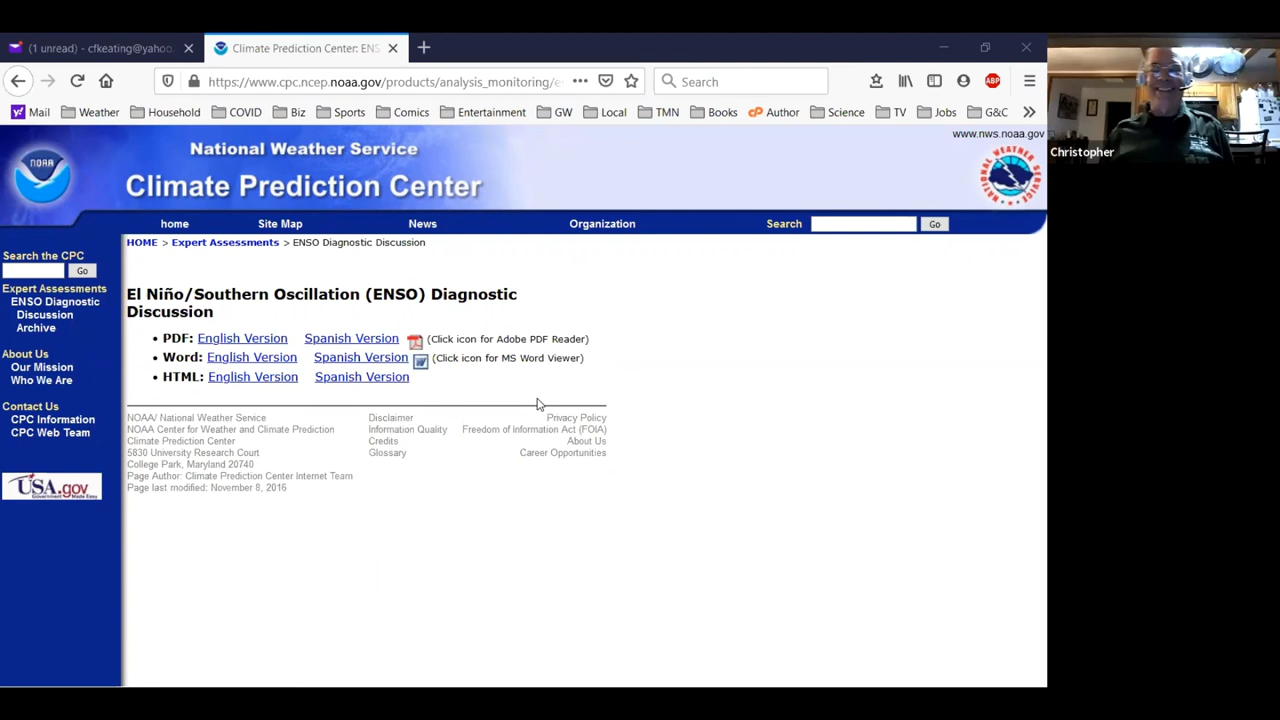 (1 unread) - cfkeating@yahoo.
Climate Prediction Center: ENS
https://www.cpc.ncep.noaa.gov/products/analysis_monitoring/e
Search
ABP
Mail Weather Household COVID Biz Sports Comics Entertainment GW Local TMN Books Author Science TV Jobs G&C
www.nws.noaa.gov
Christopher
NOAA
National Weather Service
Climate Prediction Center
home Site Map News Organization Search Go
HOME > Expert Assessments > ENSO Diagnostic Discussion
Search the CPC
Go
Expert Assessments
ENSO Diagnostic
Discussion
Archive
About Us
Our Mission
Who We Are
Contact Us
CPC Information
CPC Web Team
USA.gov
El Niño/Southern Oscillation (ENSO) Diagnostic
Discussion
• PDF: English Version Spanish Version (Click icon for Adobe PDF Reader)
• Word: English Version Spanish Version (Click icon for MS Word Viewer)
• HTML: English Version Spanish Version
NOAA/ National Weather Service Disclaimer Privacy Policy
NOAA Center for Weather and Climate Prediction Information Quality Freedom of Information Act (FOIA)
Climate Prediction Center Credits About Us
5830 University Research Court Glossary Career Opportunities
College Park, Maryland 20740
Page Author: Climate Prediction Center Internet Team
Page last modified: November 8, 2016